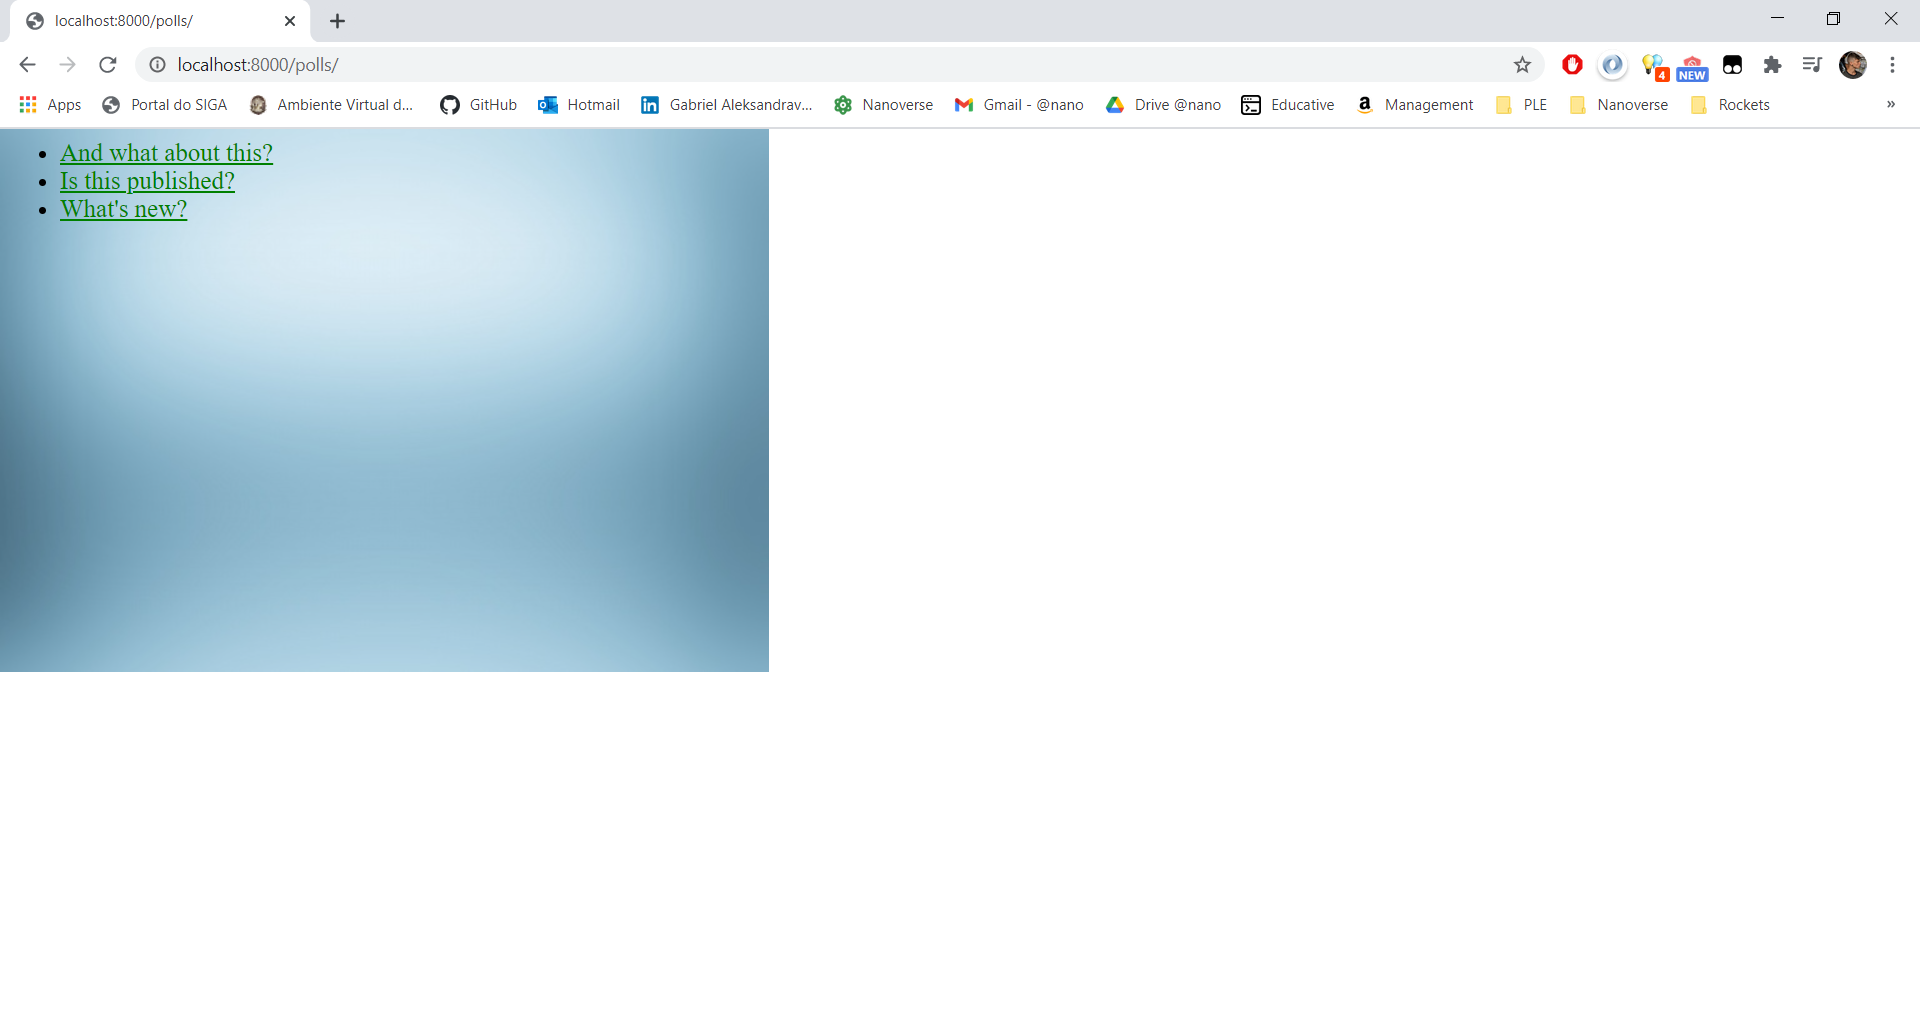 localhost:8000/polls/
localhost:8000/polls/
4
NEW
Apps Portal do SIGA Ambiente Virtual d... GitHub Hotmail Gabriel Aleksandrav... Nanoverse Gmail - @nano Drive @nano Educative Management PLE Nanoverse Rockets »
And what about this?
Is this published?
What's new?